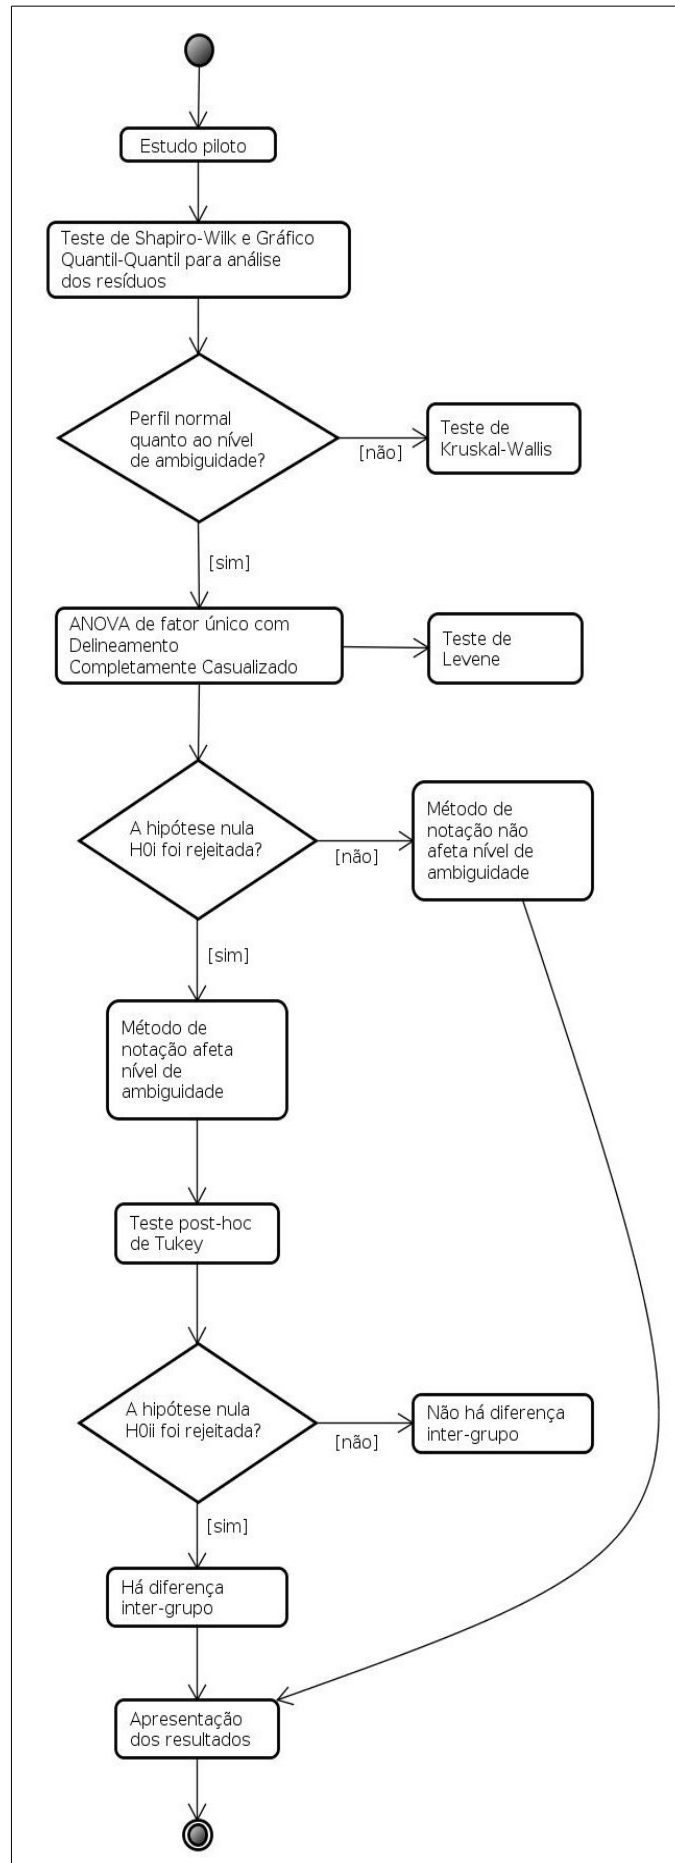 Estudo piloto
Teste de Shapiro-Wilk e Gráfico
Quantil-Quantil para análise
dos resíduos
Perfil normal
quanto ao nível
de ambiguidade?
[não]
Teste de
Kruskal-Wallis
[sim]
ANOVA de fator único com
Delineamento
Completamente Casualizado
Teste de
Levene
A hipótese nula
H0i foi rejeitada?
[não]
Método de
notação não
afeta nível de
ambiguidade
[sim]
Método de
notação afeta
nível de
ambiguidade
Teste post-hoc
de Tukey
A hipótese nula
H0ii foi rejeitada?
[não]
Não há diferença
inter-grupo
[sim]
Há diferença
inter-grupo
Apresentação
dos resultados